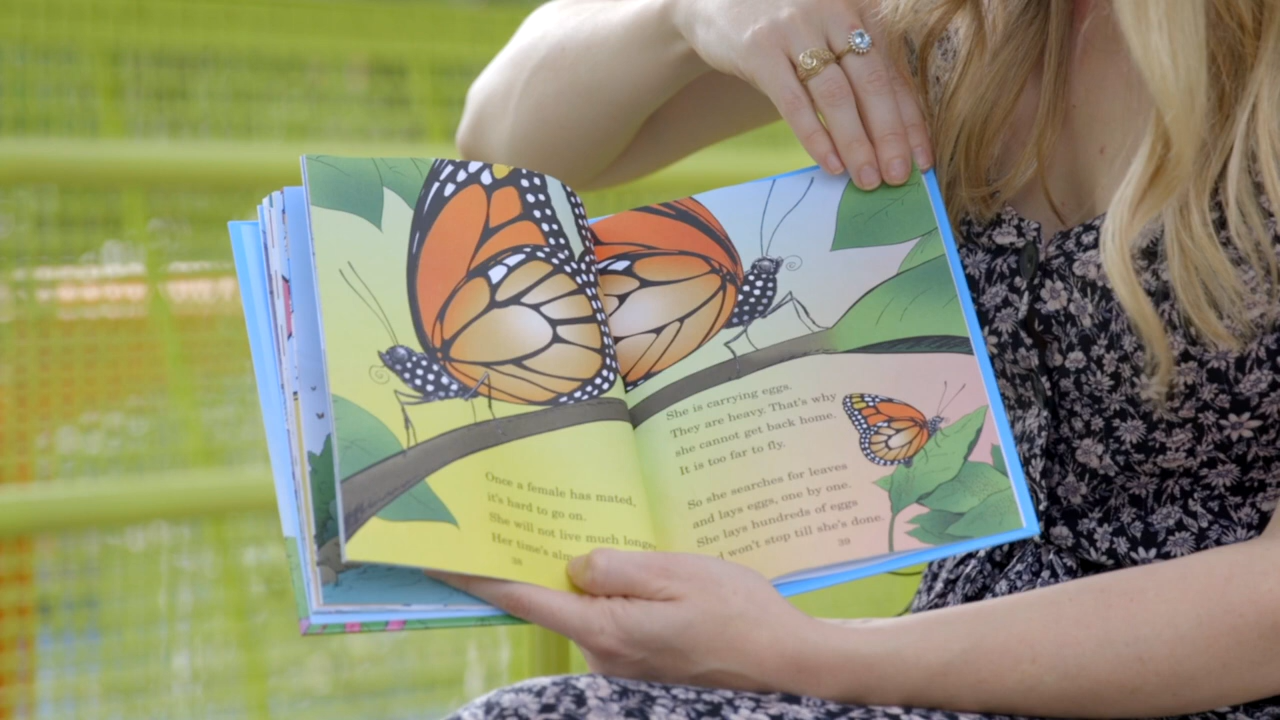 Once a female has mated,
it's hard to go on.
She will not live much longer
Her time's
38
She is carrying eggs.
They are heavy. That's why
she cannot get back home.
It is too far to fly.
So she searches for leaves
and lays eggs, one by one.
She lays hundreds of eggs
won't stop till she's done.
39